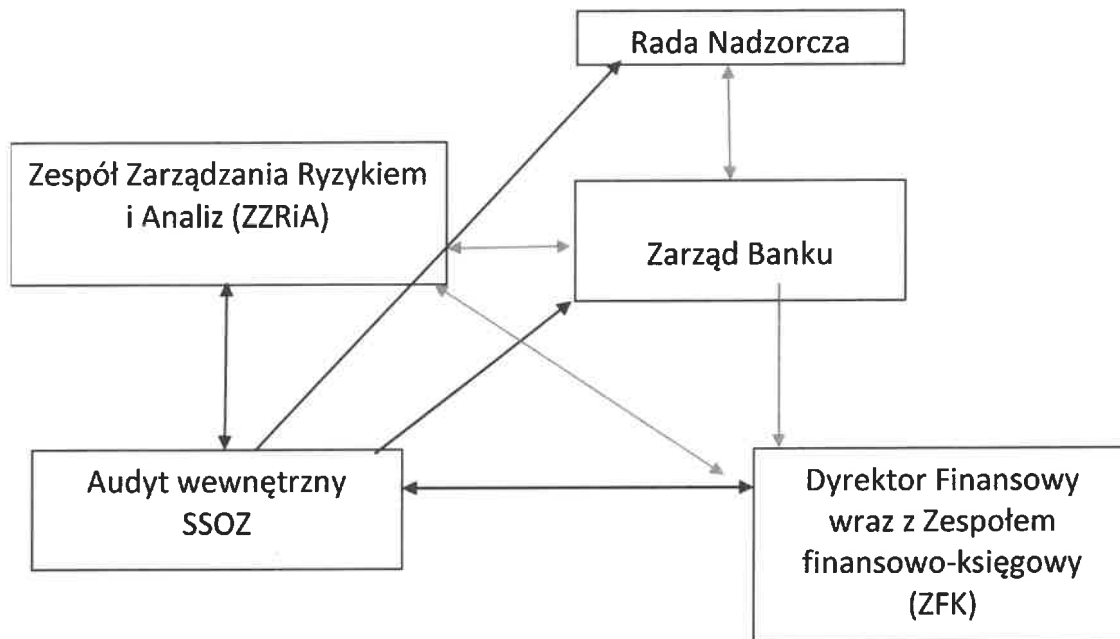 Rada Nadzorcza
Zespół Zarządzania Ryzykiem
i Analiz (ZZRiA)
Zarząd Banku
Audyt wewnętrzny
SSOZ
Dyrektor Finansowy
wraz z Zespołem
finansowo-księgowy
(ZFK)